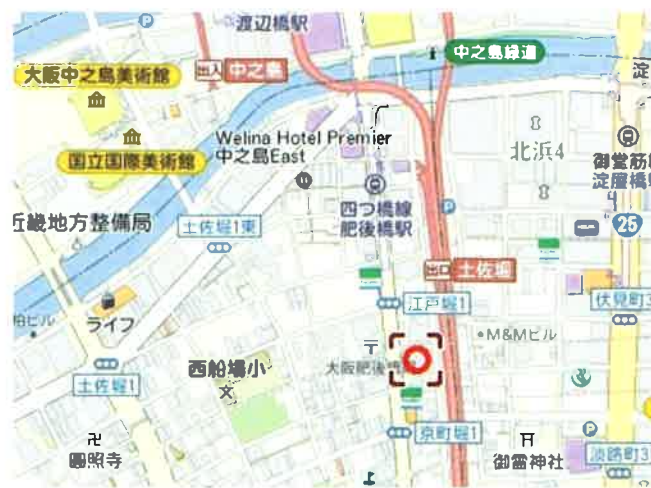 渡辺橋駅
大阪中之島美術館
出入 中之島
中之島緑道
淀
Welina Hotel Premier
中之島East
北浜4
国立国際美術館
御堂筋
淀屋橋
近畿地方整備局
土佐堀1東
四つ橋線
肥後橋駅
25
出口 土佐堀
ライフ
江戸堀1
伏見町3
M&Mビル
西船場小
大阪肥後橋
土佐堀1
京町堀1
圓照寺
御霊神社
淡路町3